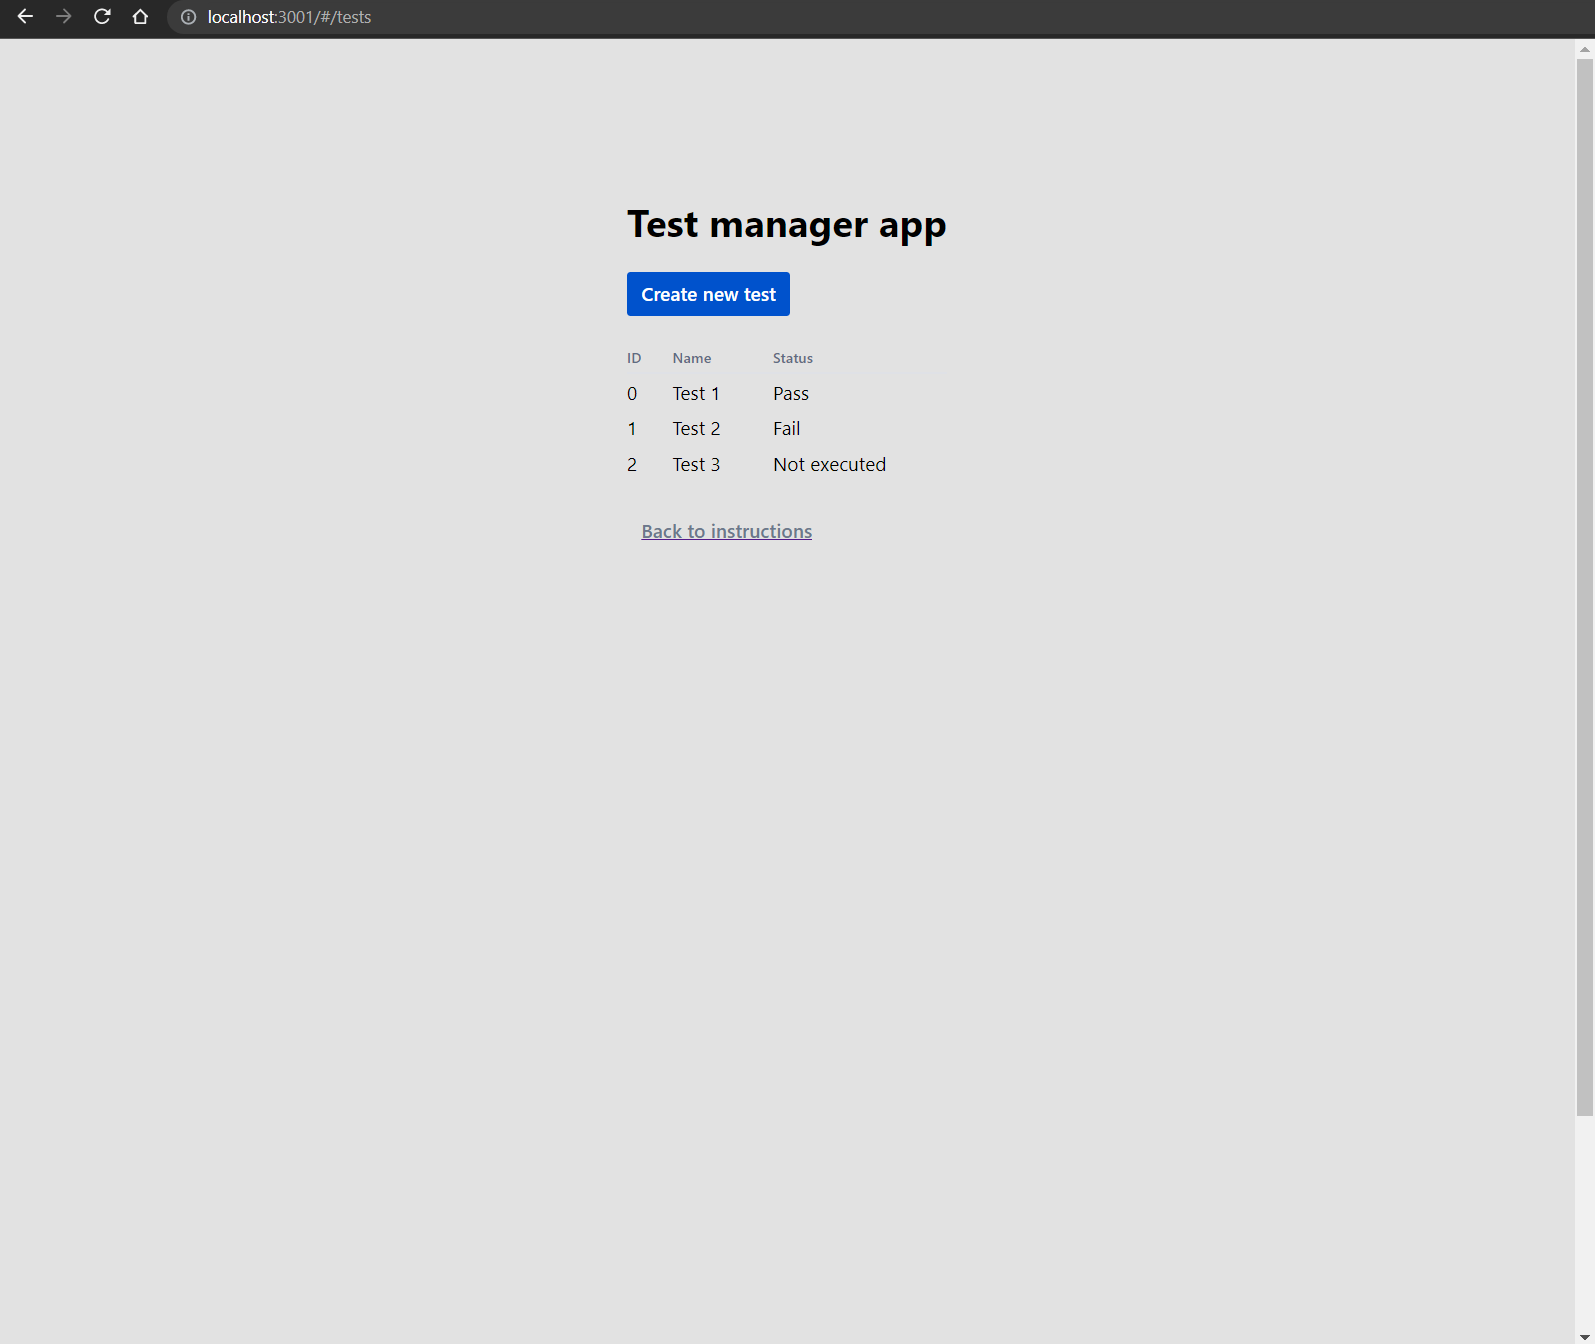 localhost:3001/#/tests
Test manager app
Create new test
ID Name Status
0 Test 1 Pass
1 Test 2 Fail
2 Test 3 Not executed
Back to instructions